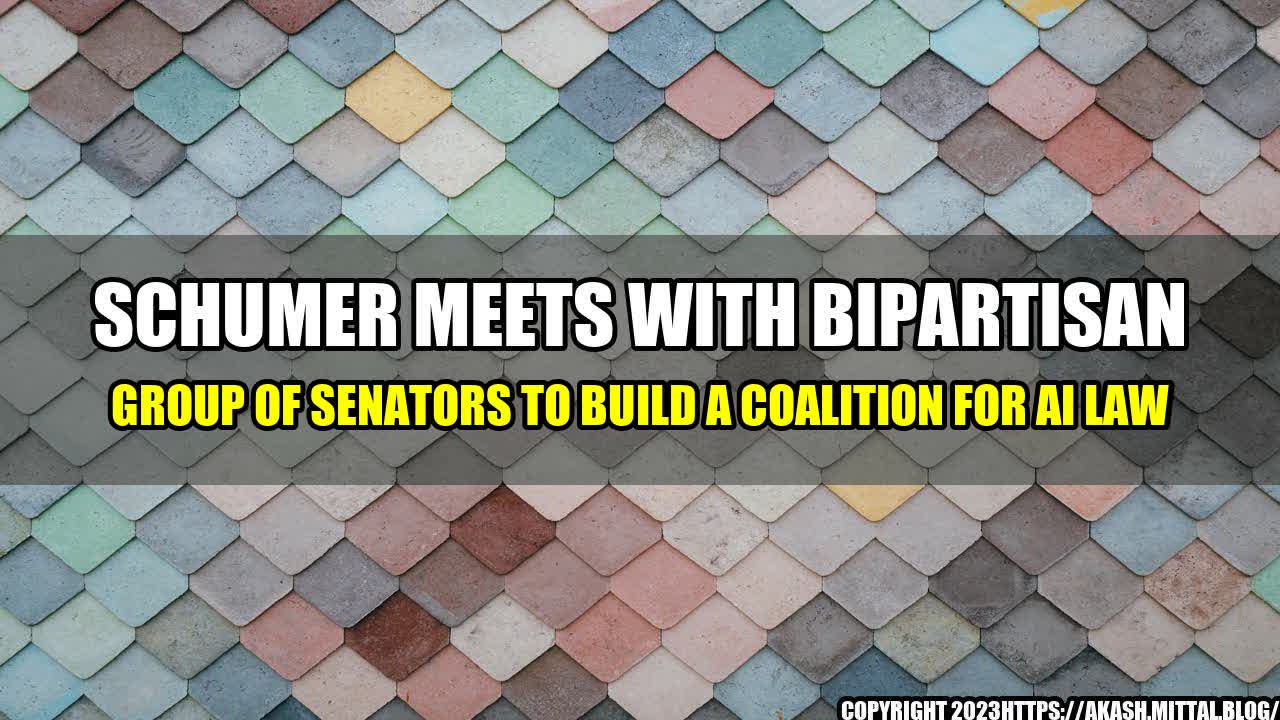 SCHUMER MEETS WITH BIPARTISAN
GROUP OF SENATORS TO BUILD A COALITION FOR AI LAW
COPYRIGHT 2023HTTPS://AKASH.MITTAL.BLOG/